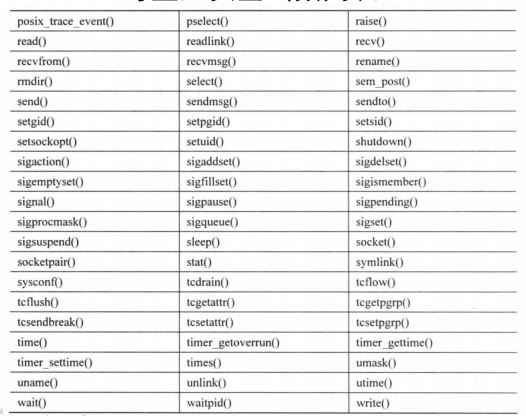 posix_trace_event() pselect() raise()
read() readlink() recv()
recvfrom() recvmsg() rename()
rmdir() select() sem_post()
send() sendmsg() sendto()
setgid() setpgid() setsid()
setsockopt() setuid() shutdown()
sigaction() sigaddset() sigdelset()
sigemptyset() sigfillset() sigismember()
signal() sigpause() sigpending()
sigprocmask() sigqueue() sigset()
sigsuspend() sleep() socket()
socketpair() stat() symlink()
sysconf() tcdrain() tcflow()
tcflush() tcgetattr() tcgetpgrp()
tcsendbreak() tcsetattr() tcsetpgrp()
time() timer_getoverrun() timer_gettime()
timer_settime() times() umask()
uname() unlink() utime()
wait() waitpid() write()